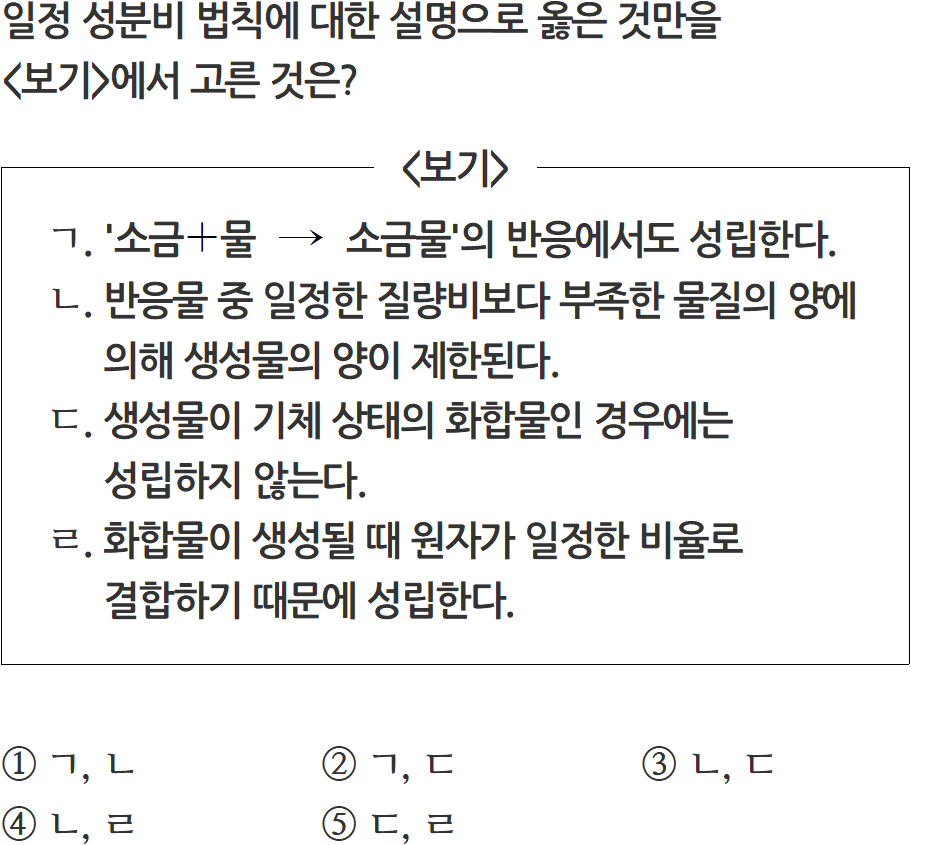 일정 성분비 법칙에 대한 설명으로 옳은 것만을
<보기>에서 고른 것은?
<보기>
ㄱ. '소금+물 → 소금물'의 반응에서도 성립한다.
ㄴ. 반응물 중 일정한 질량비보다 부족한 물질의 양에
의해 생성물의 양이 제한된다.
ㄷ. 생성물이 기체 상태의 화합물인 경우에는
성립하지 않는다.
ㄹ. 화합물이 생성될 때 원자가 일정한 비율로
결합하기 때문에 성립한다.
① ㄱ, ㄴ ② ㄱ, ㄷ ③ ㄴ, ㄷ
④ ㄴ, ㄹ ⑤ ㄷ, ㄹ